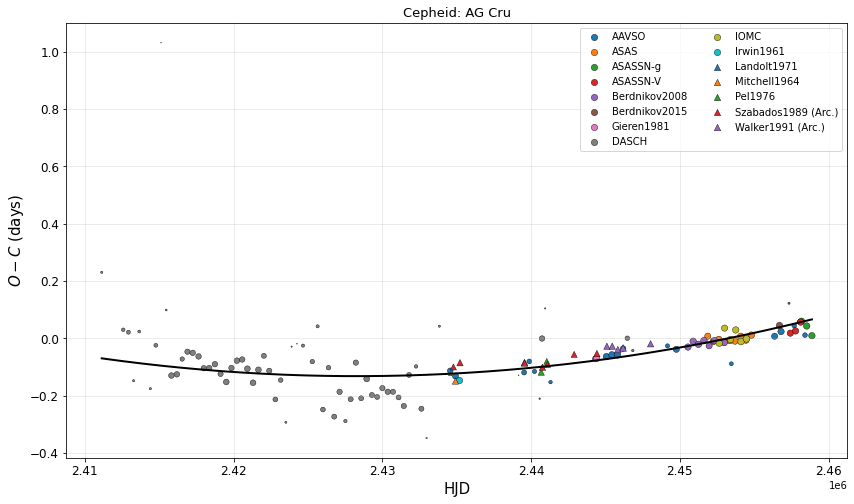 Cepheid: AG Cru
AAVSO
ASAS
ASASSN-g
ASASSN-V
Berdnikov2008
Berdnikov2015
Gieren1981
DASCH
IOMC
Irwin1961
Landolt1971
Mitchell1964
Pel1976
Szabados1989 (Arc.)
Walker1991 (Arc.)
O − C (days)
1.0
0.8
0.6
0.4
0.2
0.0
−0.2
−0.4
2.41 2.42 2.43 2.44 2.45 2.46
1e6
HJD